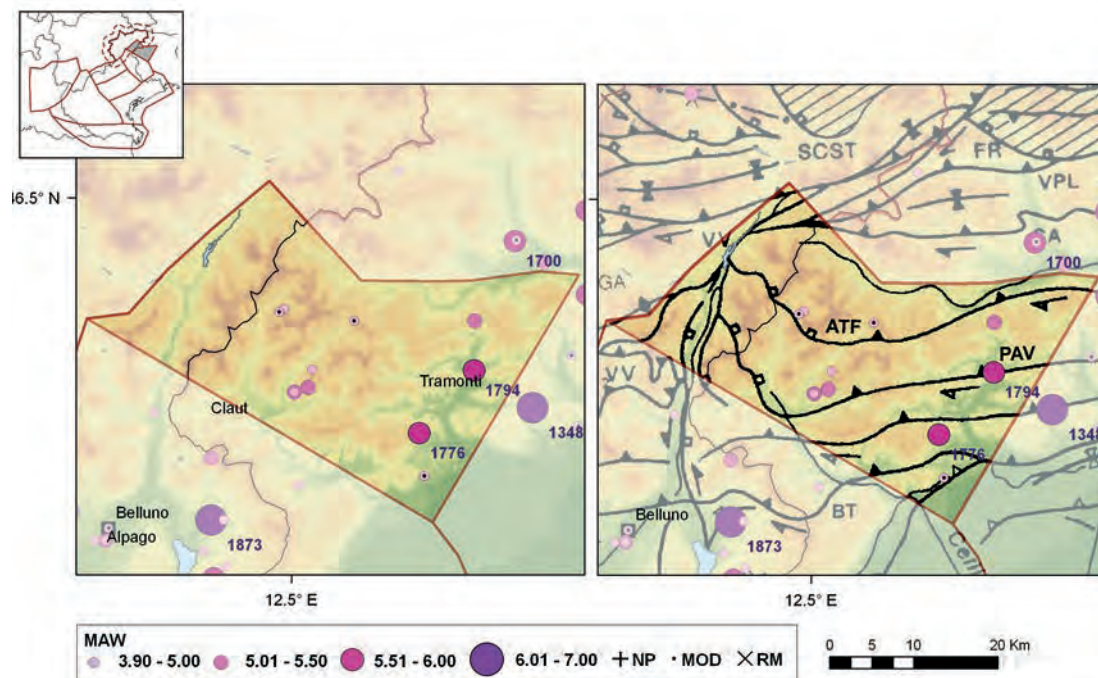 46.5° N
1700
Tramonti
1794
Claut
1348
1776
Belluno
Alpago
1873
12.5° E
SCST
FR
VPL
VV
GA
1700
GA
ATF
PAV
VV
1794
1348
1776
BT
Belluno
1873
12.5° E
MAW
3.90 - 5.00 5.01 - 5.50 5.51 - 6.00 6.01 - 7.00 NP MOD RM
0 5 10 20 Km